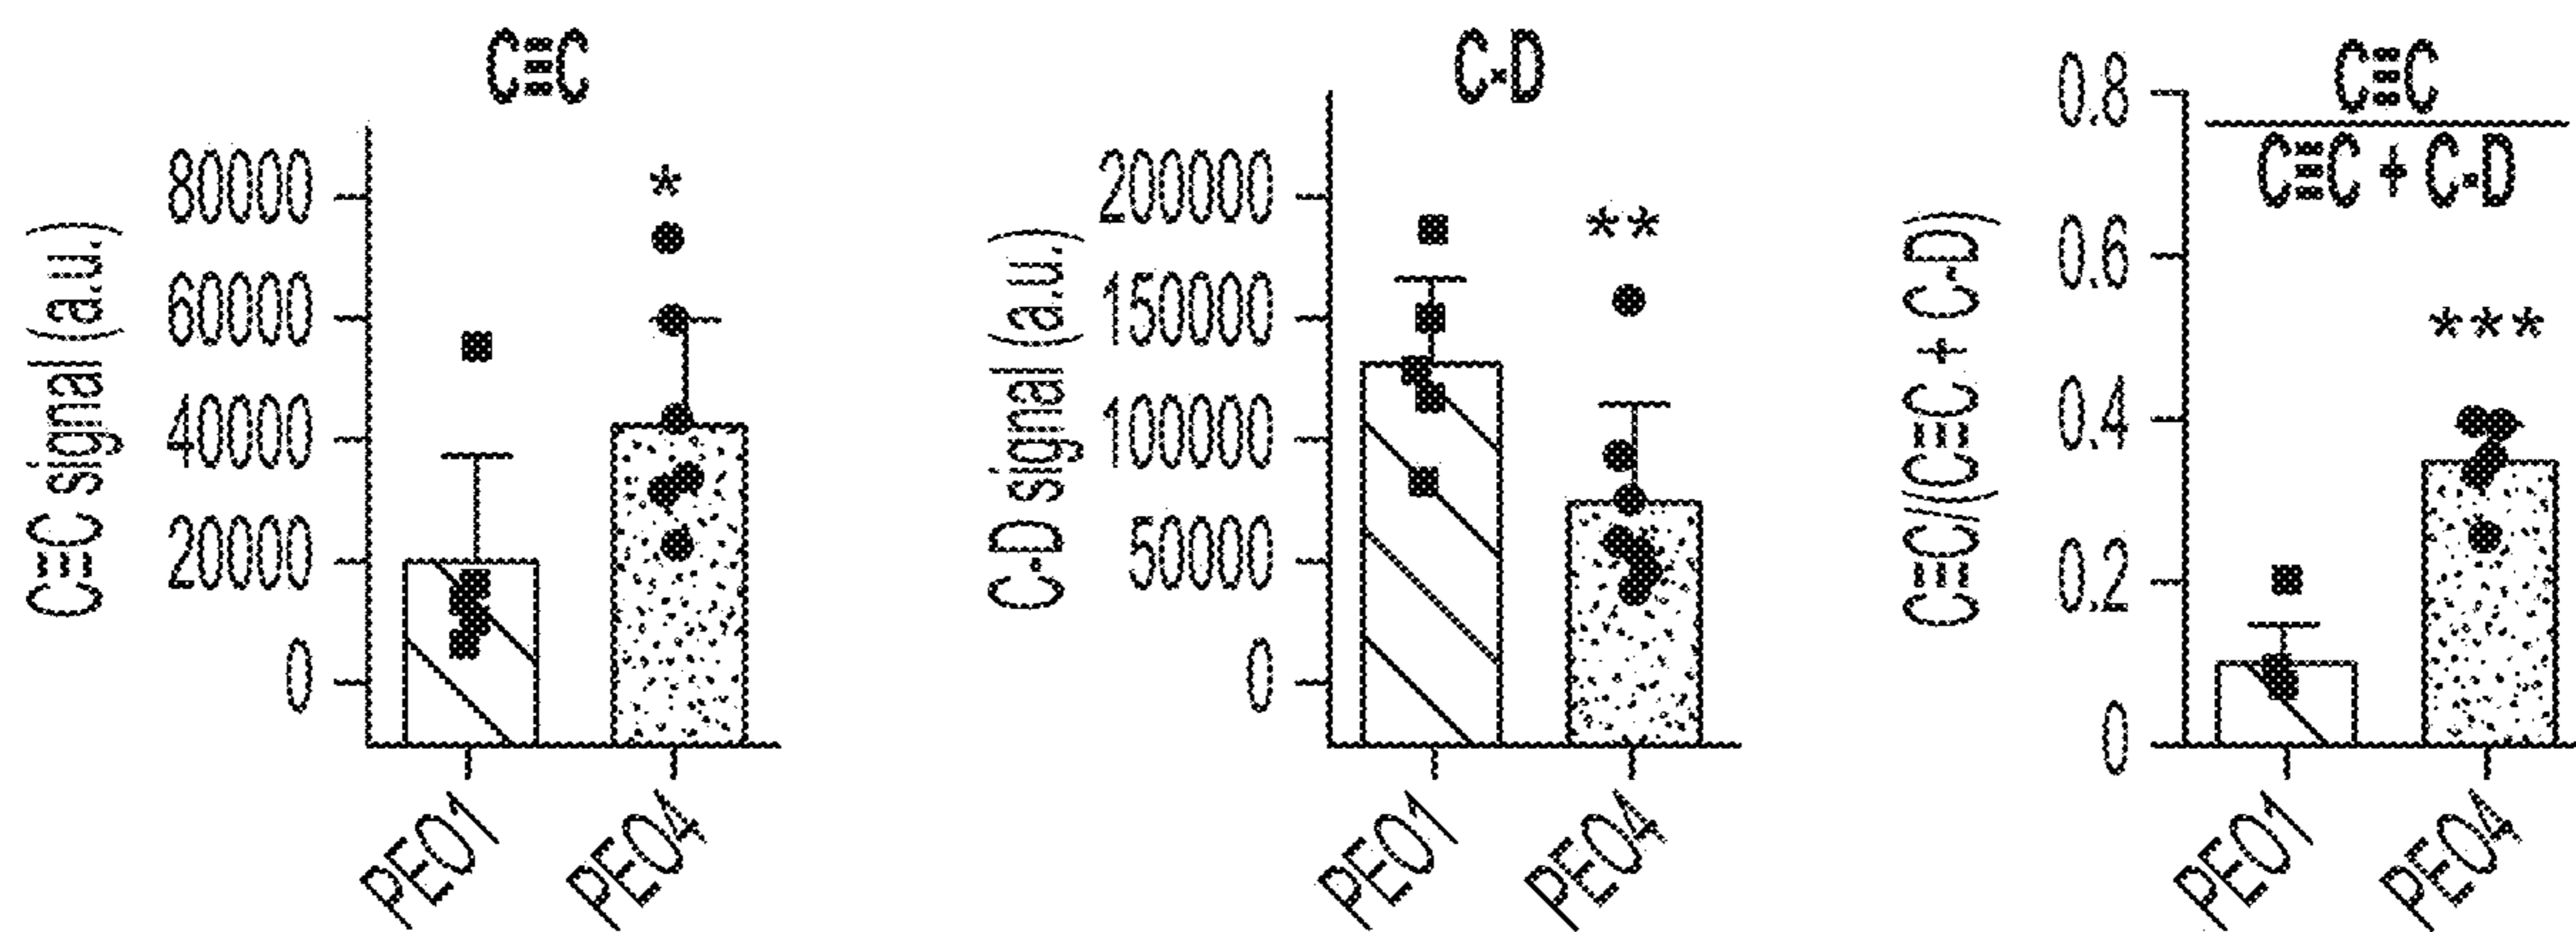 C≡C
C≡C signal (a.u.)
80000
60000
40000
20000
0
*
PEO1
PEO4
C-D
C-D signal (a.u.)
200000
150000
100000
50000
0
**
PEO1
PEO4
C≡C
C≡C + C-D
C≡C/(C≡C + C-D)
0.8
0.6
0.4
0.2
0
***
PEO1
PEO4